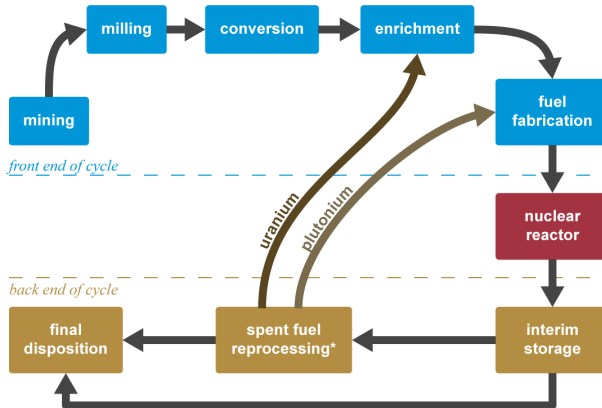 milling
conversion
enrichment
mining
fuel
fabrication
front end of cycle
uranium
plutonium
nuclear
reactor
back end of cycle
final
disposition
spent fuel
reprocessing*
interim
storage